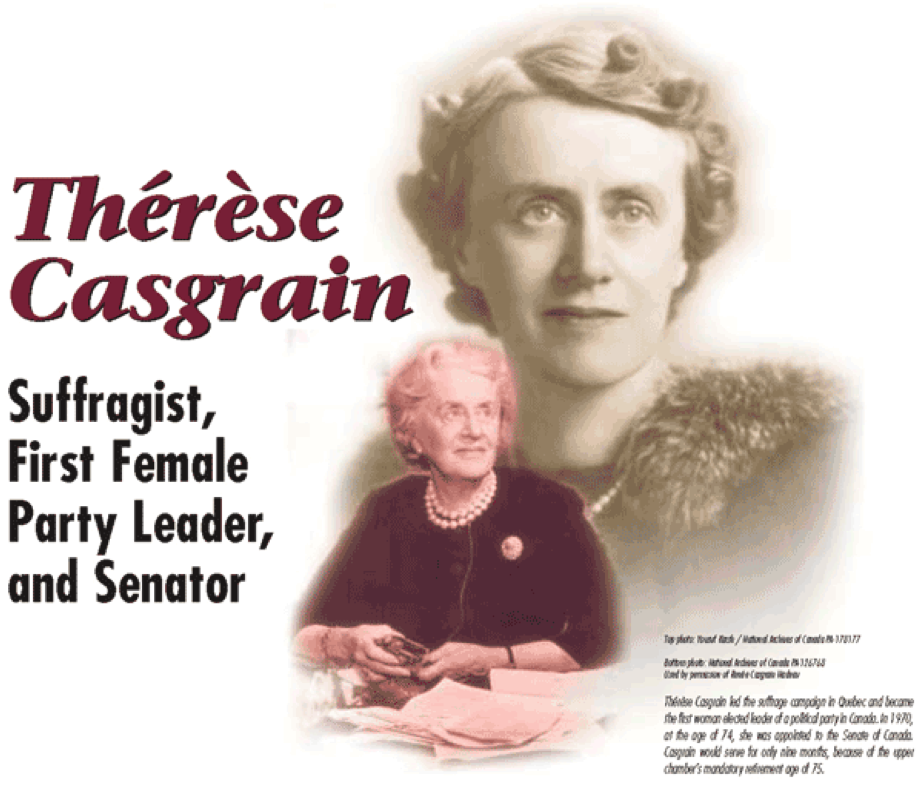 Thérèse
Casgrain
Suffragist,
First Female
Party Leader,
and Senator
Top photo: Yousuf Karsh / National Archives of Canada PA-178177
Bottom photo: National Archives of Canada PA-126768
Used by permission of Renée Casgrain Nadeau
Thérèse Casgrain led the suffrage campaign in Quebec and became
the first woman elected leader of a political party in Canada. In 1970,
at the age of 74, she was appointed to the Senate of Canada.
Casgrain would serve for only nine months, because of the upper
chamber's mandatory retirement age of 75.